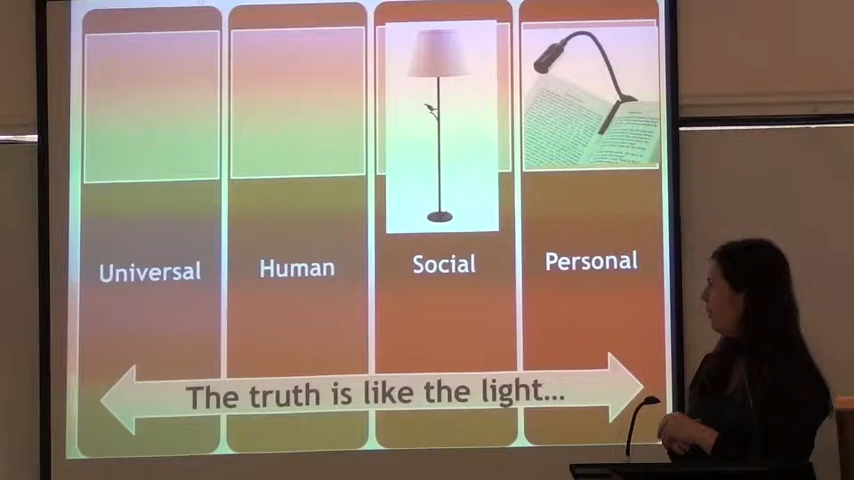 Universal
Human
Social
Personal
The truth is like the light...